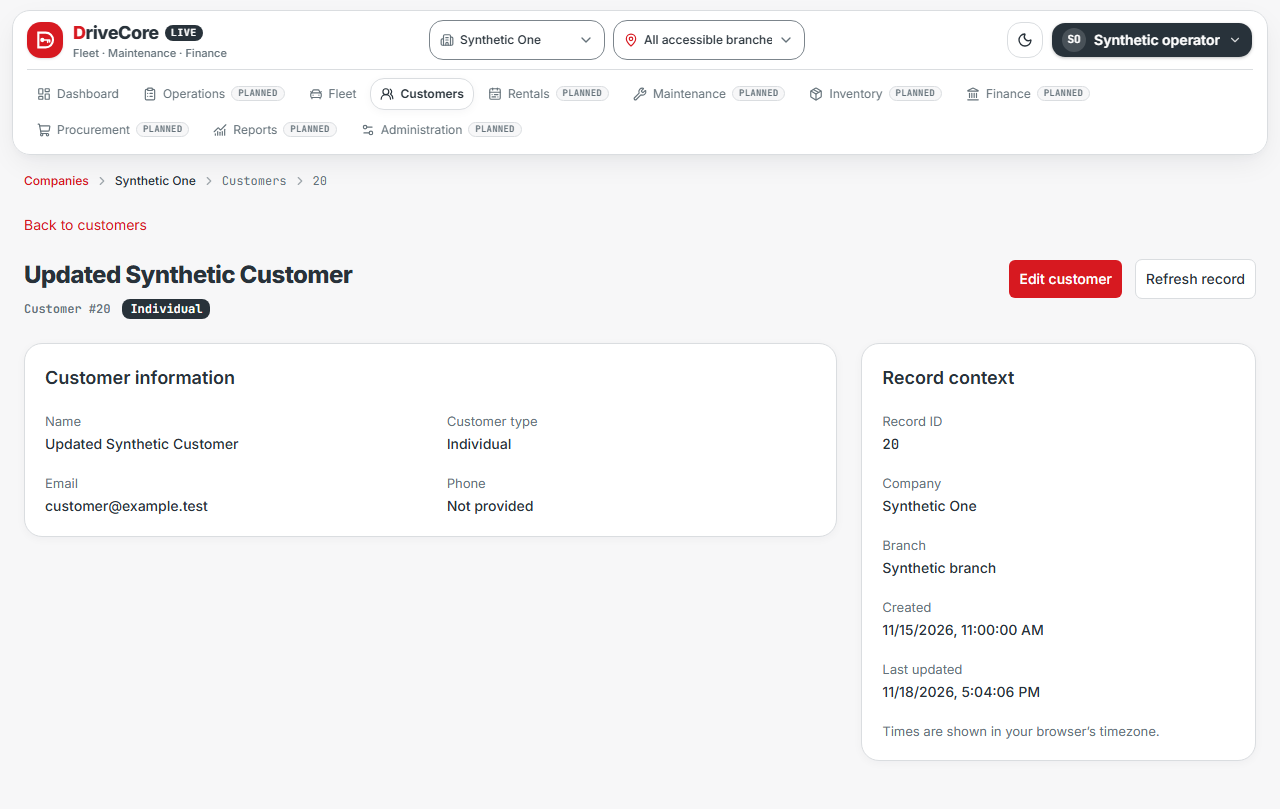 DriveCore LIVE
Fleet · Maintenance · Finance
Synthetic One
All accessible branche
SO Synthetic operator
Dashboard
Operations PLANNED
Fleet
Customers
Rentals PLANNED
Maintenance PLANNED
Inventory PLANNED
Finance PLANNED
Procurement PLANNED
Reports PLANNED
Administration PLANNED
Companies > Synthetic One > Customers > 20
Back to customers
Updated Synthetic Customer
Customer #20 Individual
Edit customer
Refresh record
Customer information
Name
Updated Synthetic Customer
Customer type
Individual
Email
customer@example.test
Phone
Not provided
Record context
Record ID
20
Company
Synthetic One
Branch
Synthetic branch
Created
11/15/2026, 11:00:00 AM
Last updated
11/18/2026, 5:04:06 PM
Times are shown in your browser’s timezone.